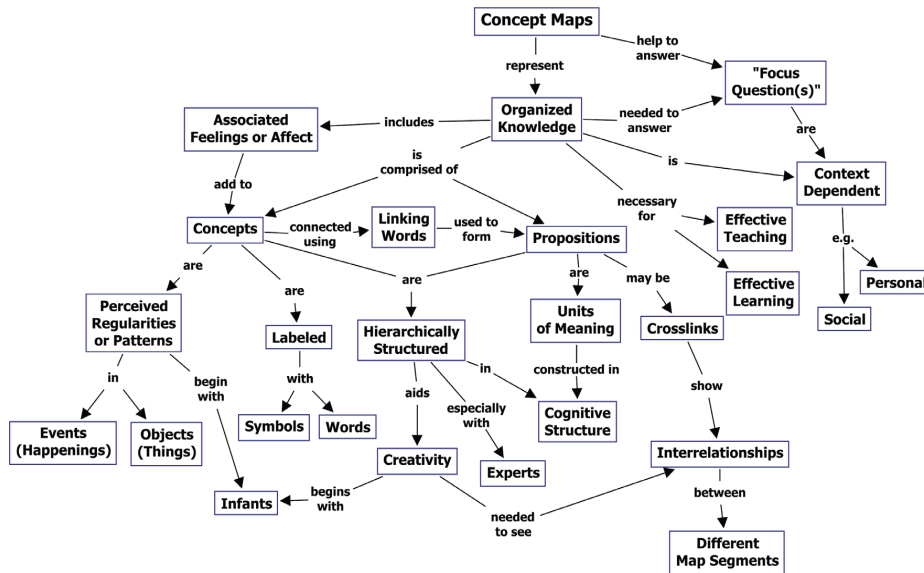 Concept Maps
help to
answer
represent
"Focus
Question(s)"
Organized
Knowledge
needed to
answer
Associated
Feelings or Affect
includes
are
is
comprised of
is
Context
Dependent
add to
necessary
for
Concepts
connected
using
Linking
Words
used to
form
Propositions
Effective
Teaching
e.g.
are
are
are
are
may be
Personal
Effective
Learning
Perceived
Regularities
or Patterns
Labeled
Hierarchically
Structured
Units
of Meaning
Crosslinks
Social
in
begin
with
with
aids
in
constructed in
show
especially
with
Events
(Happenings)
Objects
(Things)
Symbols
Words
Cognitive
Structure
Creativity
Experts
Interrelationships
Infants
begins
with
needed
to see
between
Different
Map Segments